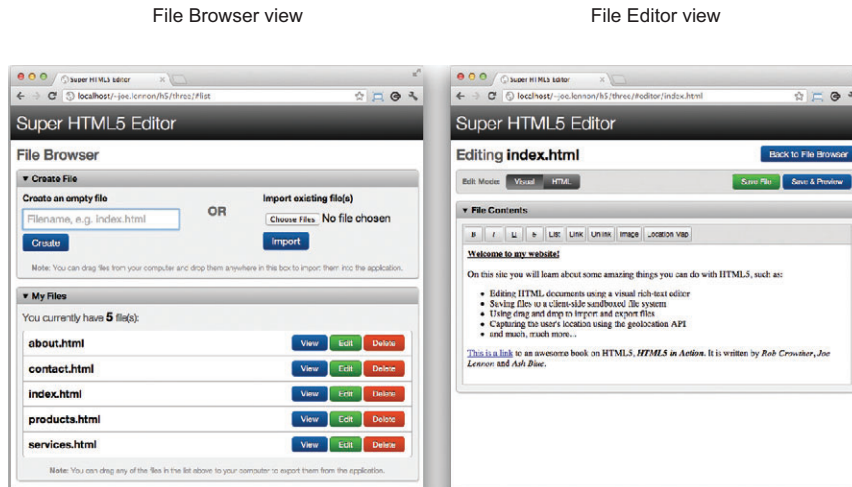 File Browser view
File Editor view
Super HTML5 Editor
localhost/~joe.lennon/h5/three/#list
Super HTML5 Editor
File Browser
▼ Create File
Create an empty file
OR
Import existing file(s)
Filename, e.g. index.html
Choose Files No file chosen
Create
Import
Note: You can drag files from your computer and drop them anywhere in this box to import them into the application.
▼ My Files
You currently have 5 file(s):
about.html View Edit Delete
contact.html View Edit Delete
index.html View Edit Delete
products.html View Edit Delete
services.html View Edit Delete
Note: You can drag any of the files in the list above to your computer to export them from the application.
Super HTML5 Editor
localhost/~joe.lennon/h5/three/#editor/index.html
Super HTML5 Editor
Editing index.html
Back to File Browser
Edit Mode: Visual HTML
Save File Save & Preview
▼ File Contents
B I U S List Link Unlink Image Location Map
Welcome to my website!
On this site you will learn about some amazing things you can do with HTML5, such as:
• Editing HTML documents using a visual rich-text editor
• Saving files to a client-side sandboxed file system
• Using drag and drop to import and export files
• Capturing the user's location using the geolocation API
• and much, much more...
This is a link to an awesome book on HTML5, HTML5 in Action. It is written by Rob Crowther, Joe
Lennon and Ash Blue.